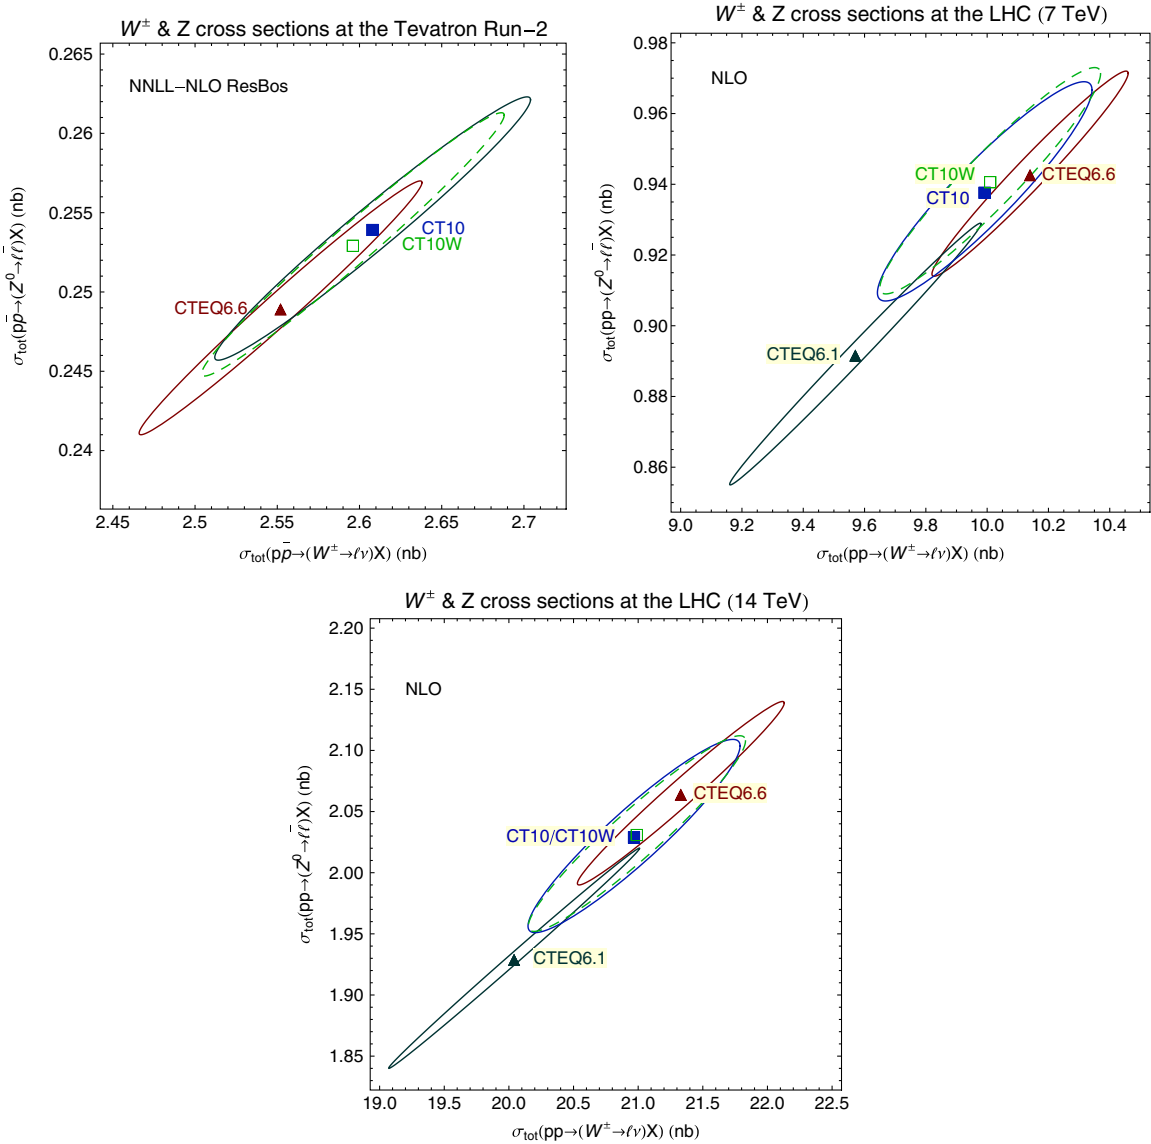 W± & Z cross sections at the Tevatron Run−2
NNLL−NLO ResBos
0.265
0.26
0.255
0.25
0.245
0.24
CT10
CT10W
CTEQ6.6
2.45 2.5 2.55 2.6 2.65 2.7
σtot(pp̄→(Z0→ℓℓ̄)X) (nb)
σtot(pp̄→(W±→ℓν)X) (nb)
W± & Z cross sections at the LHC (7 TeV)
NLO
0.98
0.96
0.94
0.92
0.90
0.88
0.86
CT10W
CT10
CTEQ6.6
CTEQ6.1
9.0 9.2 9.4 9.6 9.8 10.0 10.2 10.4
σtot(pp→(Z0→ℓℓ̄)X) (nb)
σtot(pp→(W±→ℓν)X) (nb)
W± & Z cross sections at the LHC (14 TeV)
NLO
2.20
2.15
2.10
2.05
2.00
1.95
1.90
1.85
CTEQ6.6
CT10/CT10W
CTEQ6.1
19.0 19.5 20.0 20.5 21.0 21.5 22.0 22.5
σtot(pp→(Z0→ℓℓ̄)X) (nb)
σtot(pp→(W±→ℓν)X) (nb)